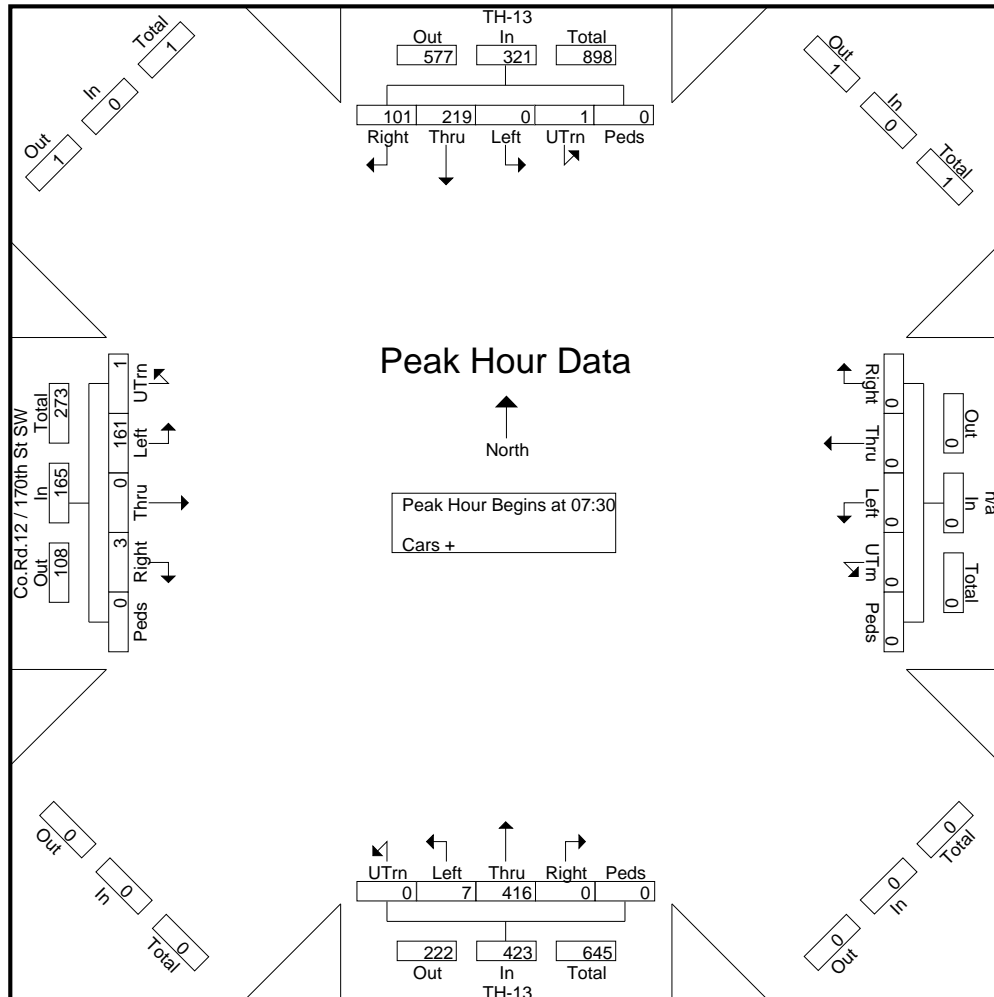 TH-13
Out In Total
577 321 898
101 219 0 1 0
Right Thru Left UTrn Peds
Total
1
In
0
Out
1
Out
1
In
0
Total
1
Co.Rd.12 / 170th St SW
Total In Out
273 165 108
1 161 0 3 0
UTrn Left Thru Right Peds
Peak Hour Data
North
Peak Hour Begins at 07:30
Cars +
Right Thru Left UTrn Peds
0 0 0 0 0
Out In Total
0 0 0
n/a
0
Out
0
In
0
Total
UTrn Left Thru Right Peds
0 7 416 0 0
222 423 645
Out In Total
TH-13
0
Total
0
In
0
Out